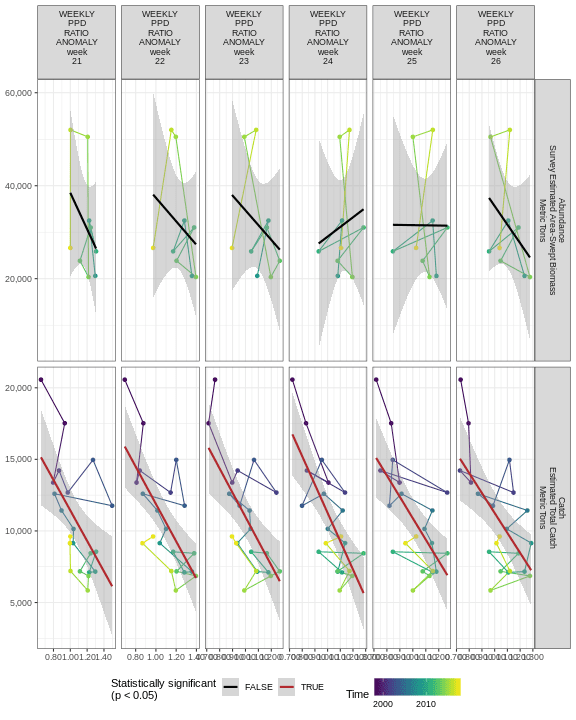 WEEKLY
PPD
RATIO
ANOMALY
week
21
WEEKLY
PPD
RATIO
ANOMALY
week
22
WEEKLY
PPD
RATIO
ANOMALY
week
23
WEEKLY
PPD
RATIO
ANOMALY
week
24
WEEKLY
PPD
RATIO
ANOMALY
week
25
WEEKLY
PPD
RATIO
ANOMALY
week
26
60,000
40,000
20,000
Abundance
Survey Estimated Area-Swept Biomass
Metric Tons
20,000
15,000
10,000
5,000
Catch
Estimated Total Catch
Metric Tons
0.80 1.00 1.20 1.40
0.80 1.00 1.20 1.40
Statistically significant
(p < 0.05)
FALSE
TRUE
Time
2000
2010